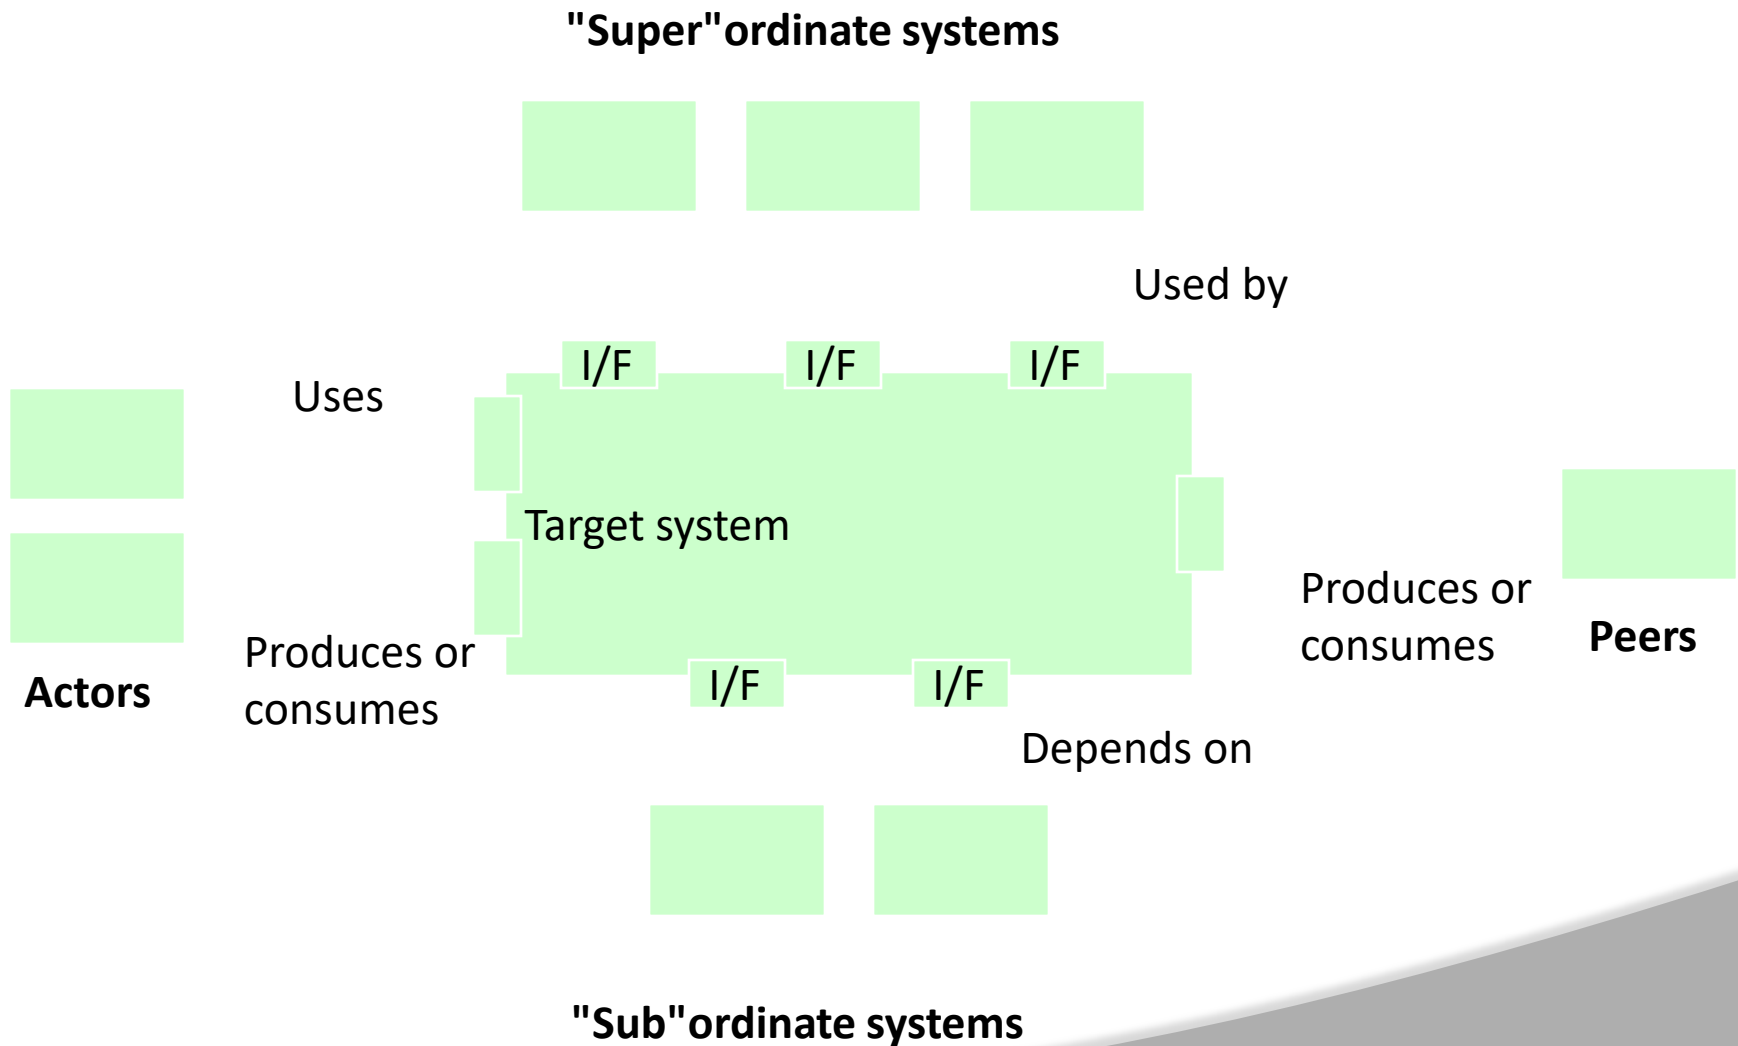 "Super"ordinate systems
Used by
I/F
I/F
I/F
Uses
Target system
Produces or
consumes
Peers
Produces or
consumes
Actors
I/F
I/F
Depends on
"Sub"ordinate systems